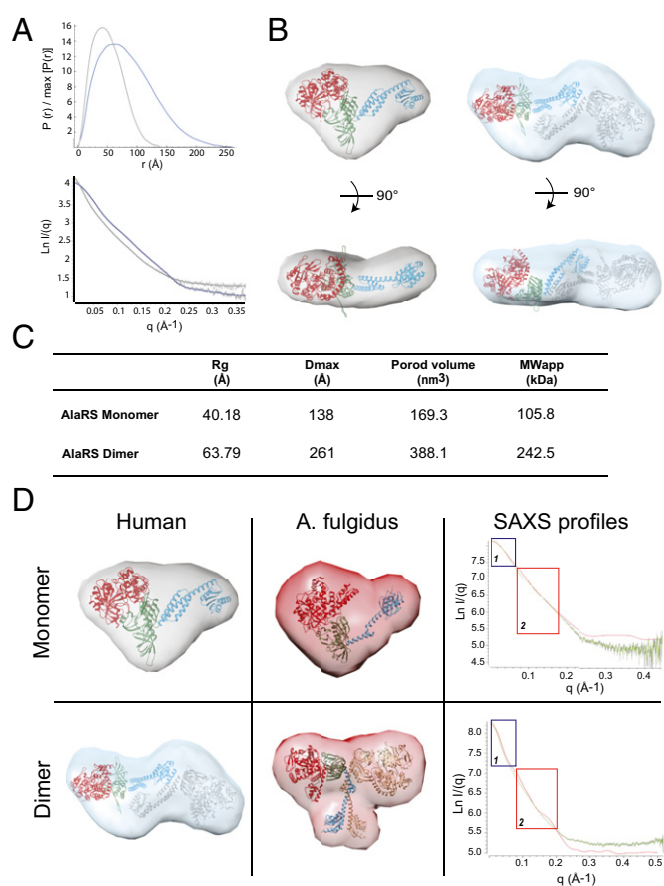 A
B
P (r) / max [P(r)]
16
14
12
10
8
6
4
2
0 50 100 150 200 250
r (Å)
Ln I/(q)
4
3.5
3
2.5
2
1.5
1
0.05 0.1 0.15 0.2 0.25 0.3 0.35
q (Å-1)
90°
90°
C
Rg (Å)
Dmax (Å)
Porod volume (nm3)
MWapp (kDa)
AlaRS Monomer 40.18 138 169.3 105.8
AlaRS Dimer 63.79 261 388.1 242.5
D
Human A. fulgidus SAXS profiles
Monomer
Ln I/(q)
7.5
7.0
6.5
6.0
5.5
5.0
4.5
1
2
0.1 0.2 0.3 0.4
q (Å-1)
Dimer
Ln I/(q)
8.0
7.5
7.0
6.5
6.0
5.5
5.0
1
2
0 0.1 0.2 0.3 0.4 0.5
q (Å-1)